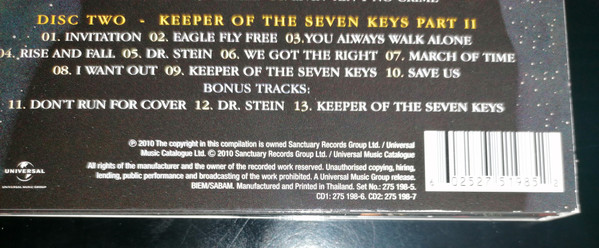 NO CRIME
DISC TWO - KEEPER OF THE SEVEN KEYS PART II
01. INVITATION 02. EAGLE FLY FREE 03.YOU ALWAYS WALK ALONE
04. RISE AND FALL 05. DR. STEIN 06. WE GOT THE RIGHT 07. MARCH OF TIME
08. I WANT OUT 09. KEEPER OF THE SEVEN KEYS 10. SAVE US
BONUS TRACKS:
11. DON'T RUN FOR COVER 12. DR. STEIN 13. KEEPER OF THE SEVEN KEYS
℗ 2010 The copyright in this compilation is owned Sanctuary Records Group Ltd. / Universal
Music Catalogue Ltd. © 2010 Sanctuary Records Group Ltd. / Universal Music Catalogue
All rights of the manufacturer and the owner of the recorded work reserved. Unauthorised copying, hiring,
lending, public performance and broadcasting of the work prohibited. A Universal Music Group release.
BIEM/SABAM. Manufactured and Printed in Thailand. Set No.: 275 198-5.
CD1: 275 198-6. CD2: 275 198-7
UNIVERSAL
UNIVERSAL MUSIC GROUP